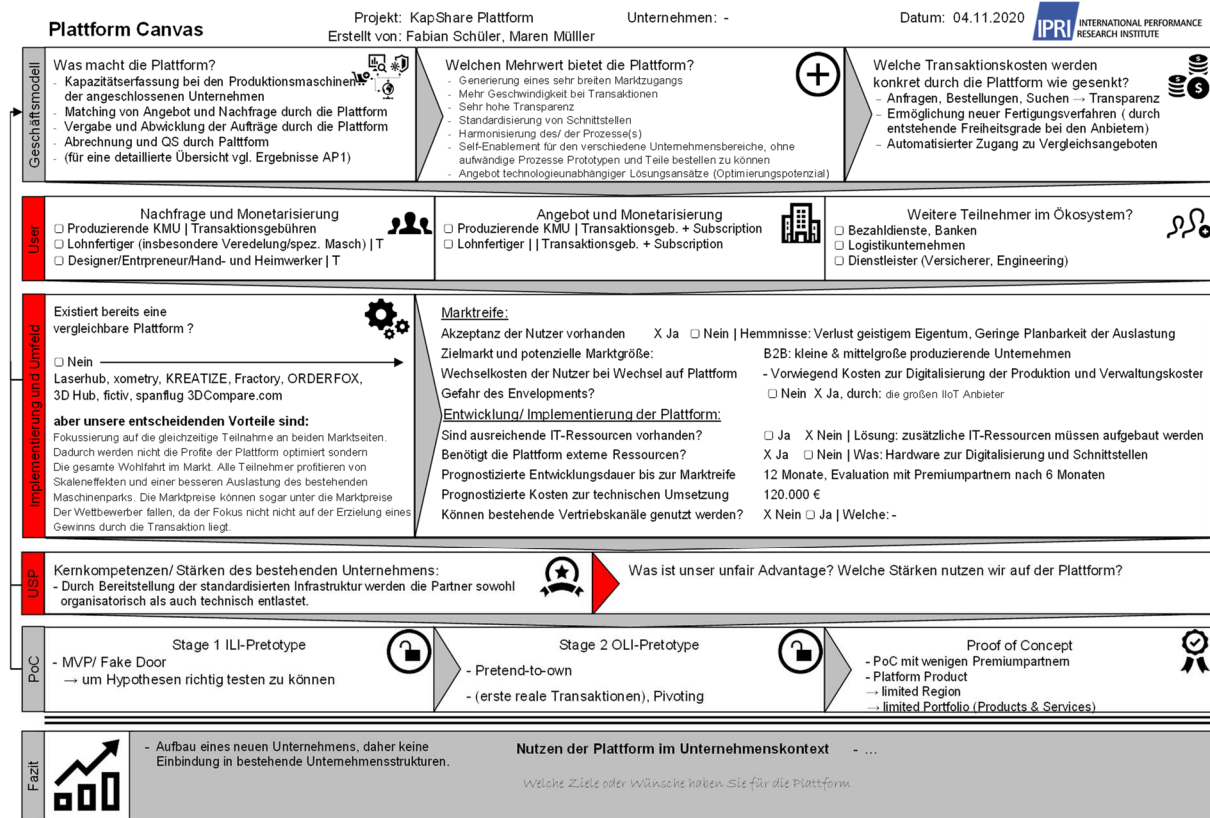 Plattform Canvas
Projekt: KapShare Plattform
Unternehmen: -
Datum: 04.11.2020
Erstellt von: Fabian Schüler, Maren Mülller
IPRI INTERNATIONAL PERFORMANCE
RESEARCH INSTITUTE
Geschäftsmodell
Was macht die Plattform?
- Kapazitätserfassung bei den Produktionsmaschinen
der angeschlossenen Unternehmen
- Matching von Angebot und Nachfrage durch die Plattform
- Vergabe und Abwicklung der Aufträge durch die Plattform
- Abrechnung und QS durch Palttform
- (für eine detaillierte Übersicht vgl. Ergebnisse AP1)
Welchen Mehrwert bietet die Plattform?
- Generierung eines sehr breiten Marktzugangs
- Mehr Geschwindigkeit bei Transaktionen
- Sehr hohe Transparenz
- Standardisierung von Schnittstellen
- Harmonisierung des/ der Prozesse(s)
- Self-Enablement für den verschiedene Unternehmensbereiche, ohne
aufwändige Prozesse Prototypen und Teile bestellen zu können
- Angebot technologieunabhängiger Lösungsansätze (Optimierungspotenzial)
Welche Transaktionskosten werden
konkret durch die Plattform wie gesenkt?
- Anfragen, Bestellungen, Suchen → Transparenz
- Ermöglichung neuer Fertigungsverfahren ( durch
entstehende Freiheitsgrade bei den Anbietern)
- Automatisierter Zugang zu Vergleichsangeboten
User
Nachfrage und Monetarisierung
▢ Produzierende KMU | Transaktionsgebühren
▢ Lohnfertiger (insbesondere Veredelung/spez. Masch) | T
▢ Designer/Entrpreneur/Hand- und Heimwerker | T
Angebot und Monetarisierung
▢ Produzierende KMU | Transaktionsgeb. + Subscription
▢ Lohnfertiger | | Transaktionsgeb. + Subscription
Weitere Teilnehmer im Ökosystem?
▢ Bezahldienste, Banken
▢ Logistikunternehmen
▢ Dienstleister (Versicherer, Engineering)
Implementierung und Umfeld
Existiert bereits eine
vergleichbare Plattform ?
▢ Nein
Laserhub, xometry, KREATIZE, Fractory, ORDERFOX,
3D Hub, fictiv, spanflug 3DCompare.com
aber unsere entscheidenden Vorteile sind:
Fokussierung auf die gleichzeitige Teilnahme an beiden Marktseiten.
Dadurch werden nicht die Profite der Plattform optimiert sondern
Die gesamte Wohlfahrt im Markt. Alle Teilnehmer profitieren von
Skaleneffekten und einer besseren Auslastung des bestehenden
Maschinenparks. Die Marktpreise können sogar unter die Marktpreise
Der Wettbewerber fallen, da der Fokus nicht nicht auf der Erzielung eines
Gewinns durch die Transaktion liegt.
Marktreife:
Akzeptanz der Nutzer vorhanden X Ja ▢ Nein | Hemmnisse: Verlust geistigem Eigentum, Geringe Planbarkeit der Auslastung
Zielmarkt und potenzielle Marktgröße: B2B: kleine & mittelgroße produzierende Unternehmen
Wechselkosten der Nutzer bei Wechsel auf Plattform - Vorwiegend Kosten zur Digitalisierung der Produktion und Verwaltungskoster
Gefahr des Envelopments? ▢ Nein X Ja, durch: die großen IIoT Anbieter
Entwicklung/ Implementierung der Plattform:
Sind ausreichende IT-Ressourcen vorhanden? ▢ Ja X Nein | Lösung: zusätzliche IT-Ressourcen müssen aufgebaut werden
Benötigt die Plattform externe Ressourcen? X Ja ▢ Nein | Was: Hardware zur Digitalisierung und Schnittstellen
Prognostizierte Entwicklungsdauer bis zur Marktreife 12 Monate, Evaluation mit Premiumpartnern nach 6 Monaten
Prognostizierte Kosten zur technischen Umsetzung 120.000 €
Können bestehende Vertriebskanäle genutzt werden? X Nein ▢ Ja | Welche: -
USP
Kernkompetenzen/ Stärken des bestehenden Unternehmens:
- Durch Bereitstellung der standardisierten Infrastruktur werden die Partner sowohl
organisatorisch als auch technisch entlastet.
Was ist unser unfair Advantage? Welche Stärken nutzen wir auf der Plattform?
PoC
Stage 1 ILI-Pretotype
- MVP/ Fake Door
→ um Hypothesen richtig testen zu können
Stage 2 OLI-Pretotype
- Pretend-to-own
- (erste reale Transaktionen), Pivoting
Proof of Concept
- PoC mit wenigen Premiumpartnern
- Platform Product
→ limited Region
→ limited Portfolio (Products & Services)
Fazit
- Aufbau eines neuen Unternehmens, daher keine
Einbindung in bestehende Unternehmensstrukturen.
Nutzen der Plattform im Unternehmenskontext - ...
Welche Ziele oder Wünsche haben Sie für die Plattform